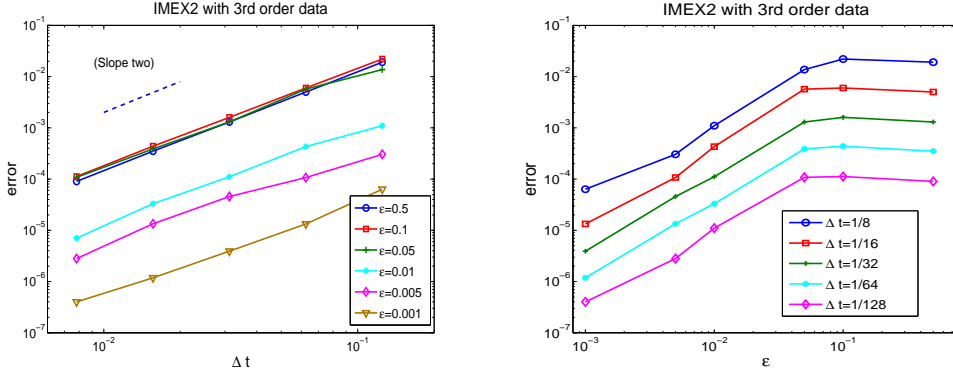 IMEX2 with 3rd order data
10^-1
10^-2
10^-3
10^-4
10^-5
10^-6
10^-7
error
(Slope two)
ε=0.5
ε=0.1
ε=0.05
ε=0.01
ε=0.005
ε=0.001
10^-2
10^-1
Δ t
IMEX2 with 3rd order data
10^-1
10^-2
10^-3
10^-4
10^-5
10^-6
10^-7
error
Δ t=1/8
Δ t=1/16
Δ t=1/32
Δ t=1/64
Δ t=1/128
10^-3
10^-2
10^-1
ε